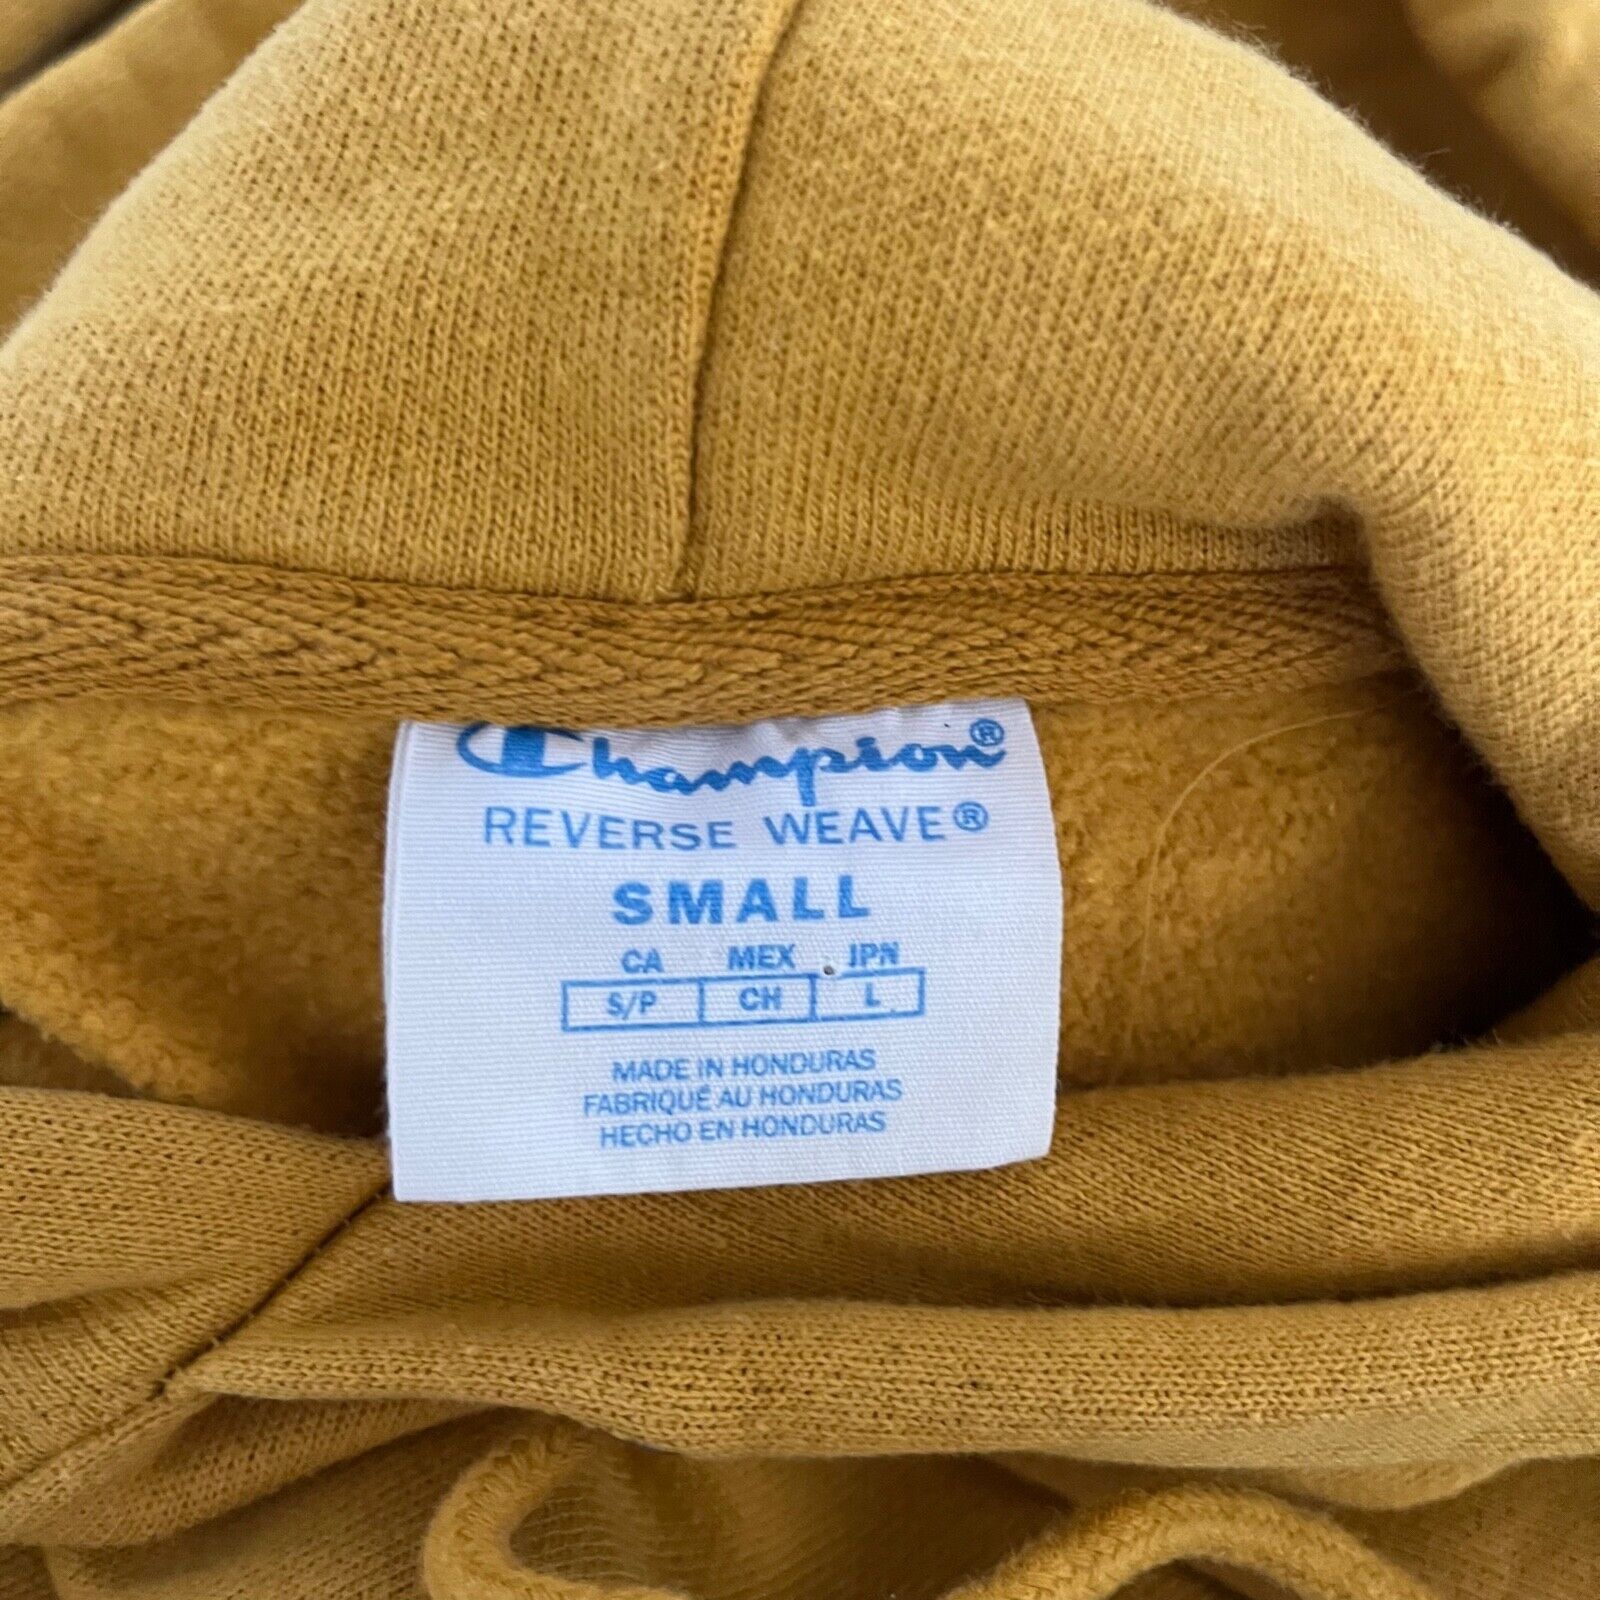 Champion®
REVERSE WEAVE®
SMALL
CA MEX JPN
S/P CH L
MADE IN HONDURAS
FABRIQUÉ AU HONDURAS
HECHO EN HONDURAS